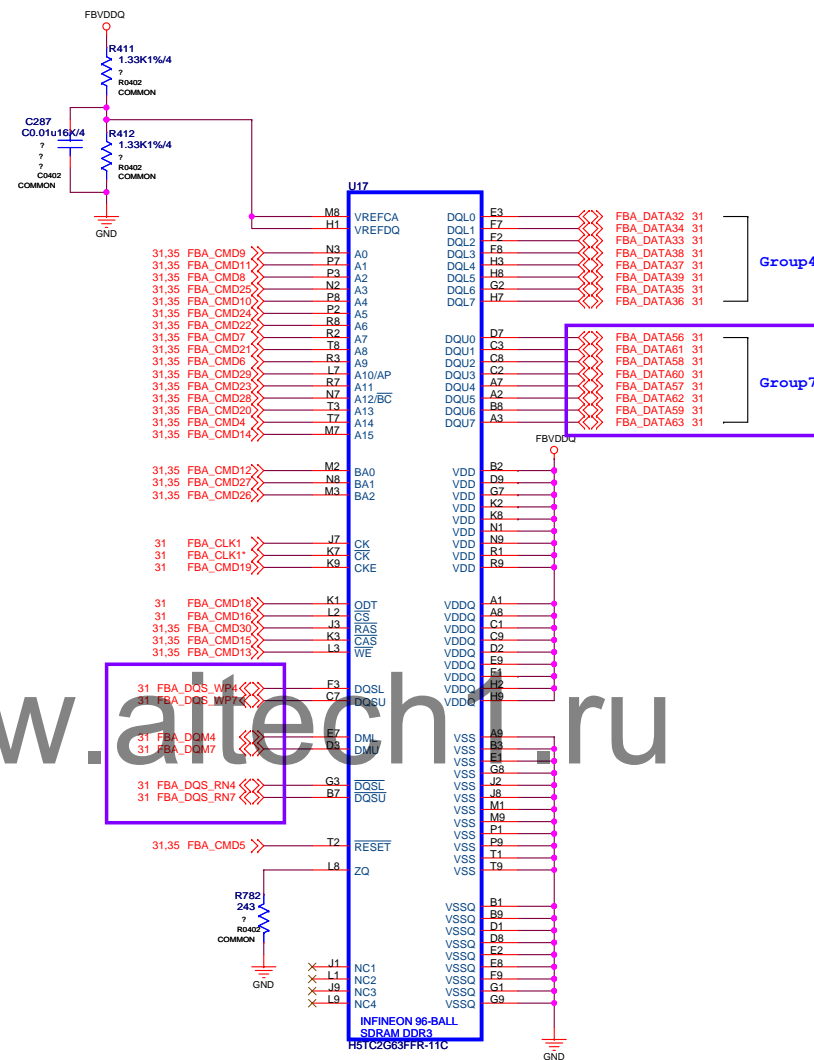 FBVDDQ
R411
1.33K1%/4
?
R0402
COMMON
C287
C0.01u16X/4
?
?
?
C0402
COMMON
R412
1.33K1%/4
?
R0402
COMMON
GND
U17
M8 VREFCA
H1 VREFDQ
31,35 FBA_CMD9 N3 A0
31,35 FBA_CMD11 P7 A1
31,35 FBA_CMD8 P3 A2
31,35 FBA_CMD25 N2 A3
31,35 FBA_CMD10 P8 A4
31,35 FBA_CMD24 P2 A5
31,35 FBA_CMD22 R8 A6
31,35 FBA_CMD7 R2 A7
31,35 FBA_CMD21 T8 A8
31,35 FBA_CMD6 R3 A9
31,35 FBA_CMD29 L7 A10/AP
31,35 FBA_CMD23 R7 A11
31,35 FBA_CMD28 N7 A12/BC
31,35 FBA_CMD20 T3 A13
31,35 FBA_CMD4 T7 A14
31,35 FBA_CMD14 M7 A15
31,35 FBA_CMD12 M2 BA0
31,35 FBA_CMD27 N8 BA1
31,35 FBA_CMD26 M3 BA2
31 FBA_CLK1 J7 CK
31 FBA_CLK1* K7 CK
31 FBA_CMD19 K9 CKE
31 FBA_CMD18 K1 ODT
31 FBA_CMD16 L2 CS
31,35 FBA_CMD30 J3 RAS
31,35 FBA_CMD15 K3 CAS
31,35 FBA_CMD13 L3 WE
31 FBA_DQS_WP4 F3 DQSL
31 FBA_DQS_WP7 C7 DQSU
31 FBA_DQM4 E7 DML
31 FBA_DQM7 D3 DMU
31 FBA_DQS_RN4 G3 DQSL
31 FBA_DQS_RN7 B7 DQSU
31,35 FBA_CMD5 T2 RESET
L8 ZQ
R782
243
?
R0402
COMMON
GND
J1 NC1
L1 NC2
J9 NC3
L9 NC4
DQL0 E3 FBA_DATA32 31
DQL1 F7 FBA_DATA34 31
DQL2 F2 FBA_DATA33 31
DQL3 F8 FBA_DATA38 31
DQL4 H3 FBA_DATA37 31
DQL5 H8 FBA_DATA39 31
DQL6 G2 FBA_DATA35 31
DQL7 H7 FBA_DATA36 31
Group4
DQU0 D7 FBA_DATA56 31
DQU1 C3 FBA_DATA61 31
DQU2 C8 FBA_DATA58 31
DQU3 C2 FBA_DATA60 31
DQU4 A7 FBA_DATA57 31
DQU5 A2 FBA_DATA62 31
DQU6 B8 FBA_DATA59 31
DQU7 A3 FBA_DATA63 31
Group7
FBVDDQ
VDD B2
VDD D9
VDD G7
VDD K2
VDD K8
VDD N1
VDD N9
VDD R1
VDD R9
VDDQ A1
VDDQ A8
VDDQ C1
VDDQ C9
VDDQ D2
VDDQ E9
VDDQ F1
VDDQ H2
VDDQ H9
VSS A9
VSS B3
VSS E1
VSS G8
VSS J2
VSS J8
VSS M1
VSS M9
VSS P1
VSS P9
VSS T1
VSS T9
VSSQ B1
VSSQ B9
VSSQ D1
VSSQ D8
VSSQ E2
VSSQ E8
VSSQ F9
VSSQ G1
VSSQ G9
GND
INFINEON 96-BALL
SDRAM DDR3
H5TC2G63FFR-11C
w.aitech1.ru